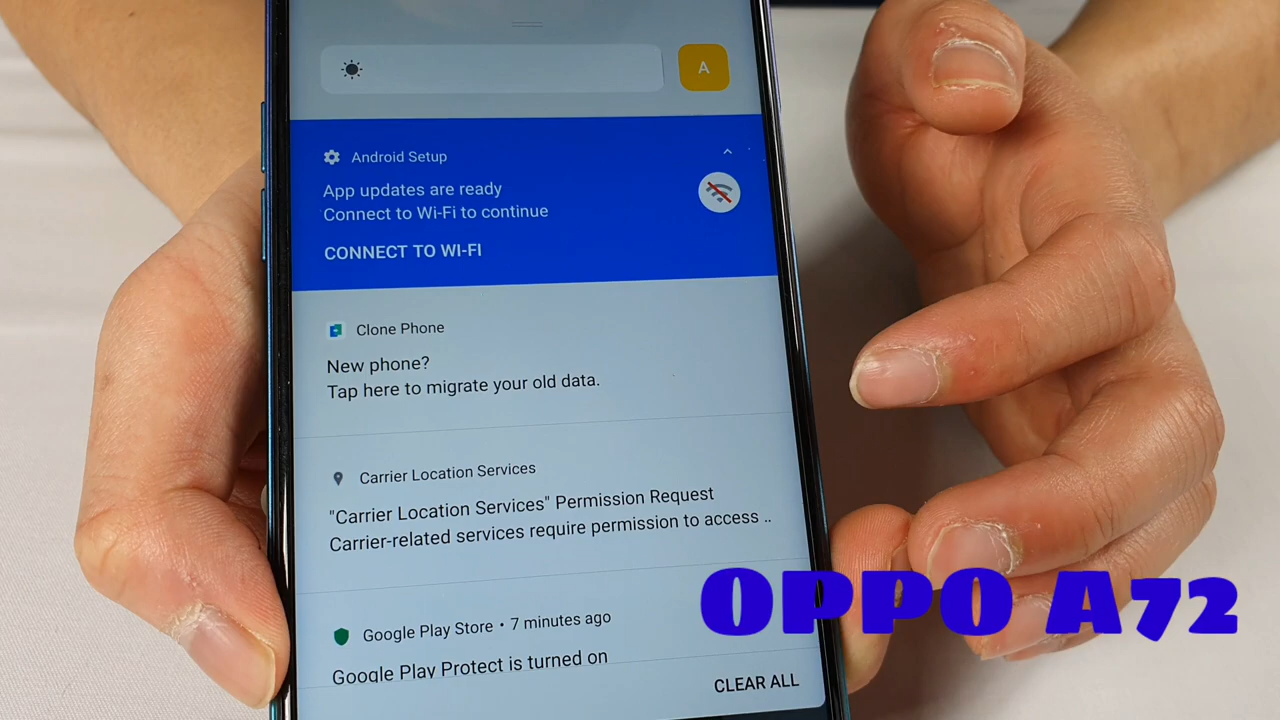 A
Android Setup
App updates are ready
Connect to Wi-Fi to continue
CONNECT TO WI-FI
Clone Phone
New phone?
Tap here to migrate your old data.
Carrier Location Services
"Carrier Location Services" Permission Request
Carrier-related services require permission to access ..
Google Play Store • 7 minutes ago
Google Play Protect is turned on
CLEAR ALL
OPPO A72